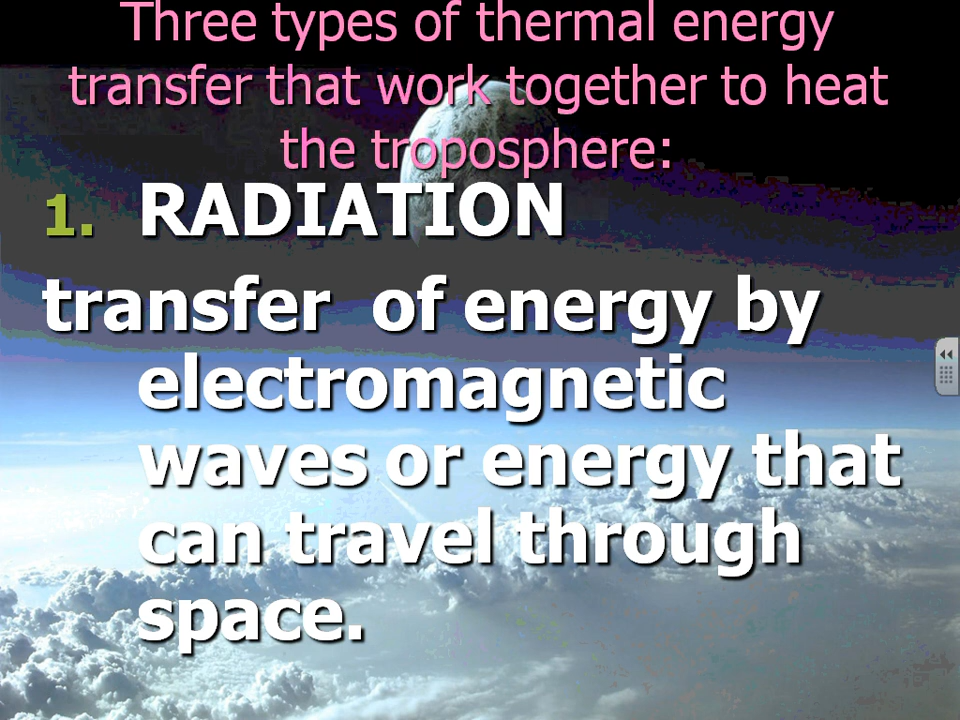 Three types of thermal energy
transfer that work together to heat
the troposphere:
1. RADIATION
transfer of energy by
electromagnetic
waves or energy that
can travel through
space.